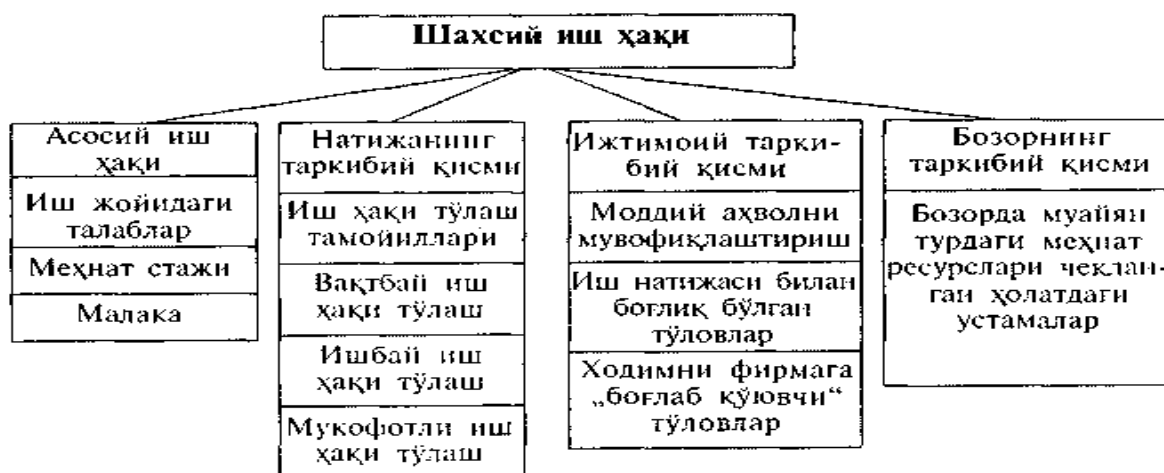 Шахсий иш ҳақи
Асосий иш
ҳақи
Иш жойидаги
талаблар
Меҳнат стажи
Малака
Натижанинг
таркибий қисми
Иш ҳақи тўлаш
тамойиллари
Вақтбай иш
ҳақи тўлаш
Ишбай иш
ҳақи тўлаш
Мукофотли иш
ҳақи тўлаш
Ижтимоий тарки-
бий қисми
Моддий аҳволни
мувофиқлаштириш
Иш натижаси билан
боғлиқ бўлган
тўловлар
Ходимни фирмага
„боғлаб қўювчи“
тўловлар
Бозорнинг
таркибий қисми
Бозорда муайян
турдаги меҳнат
ресурслари чеклан-
ган ҳолатдаги
устамалар